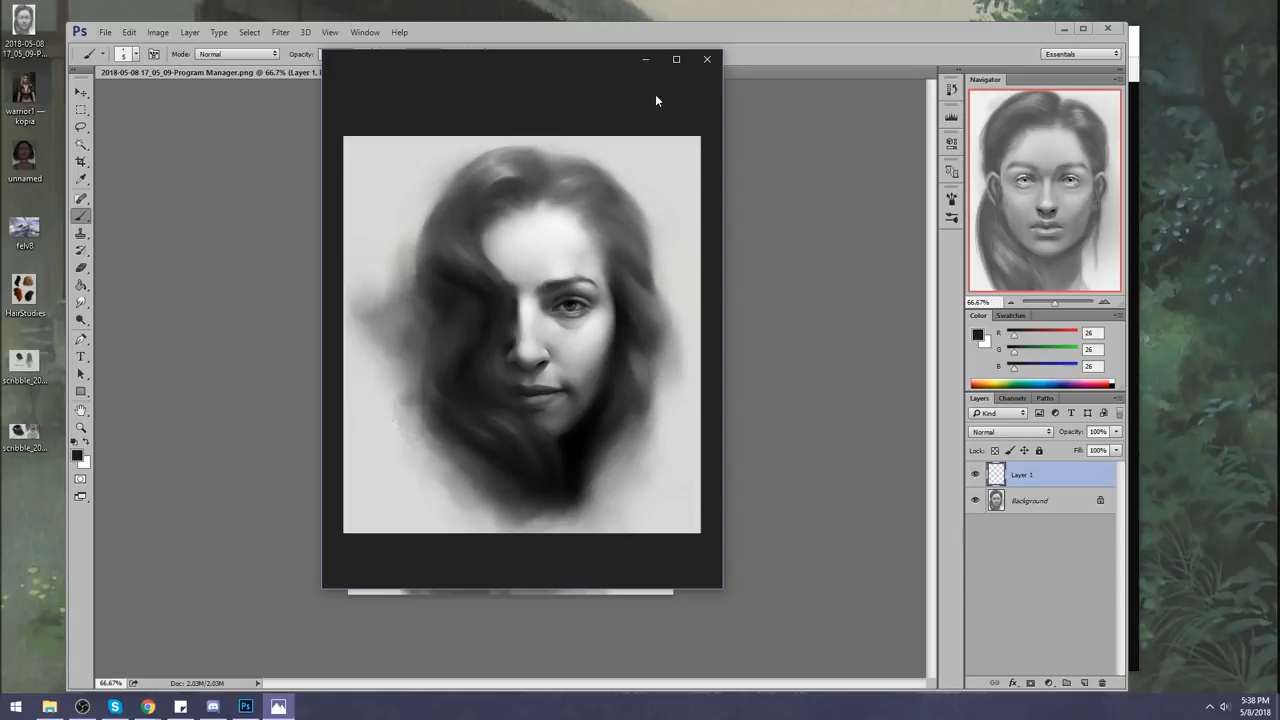 2018-05-08
17_05_09-P...
warrior1 —
kopia
unnamed
felv8
HairStudies
scribble_20...
scribble_20...
Ps
File Edit Image Layer Type Select Filter 3D View Window Help
5
Mode: Normal
Opacity:
Essentials
2018-05-08 17_05_09-Program Manager.png @ 66.7% (Layer 1,
Navigator
66.67%
Color Swatches
R 26
G 26
B 26
Layers Channels Paths
Kind
Normal Opacity: 100%
Lock: Fill: 100%
Layer 1
Background
fx
66.67% Doc: 2.03M/2.03M
Ps
5:38 PM
5/8/2018